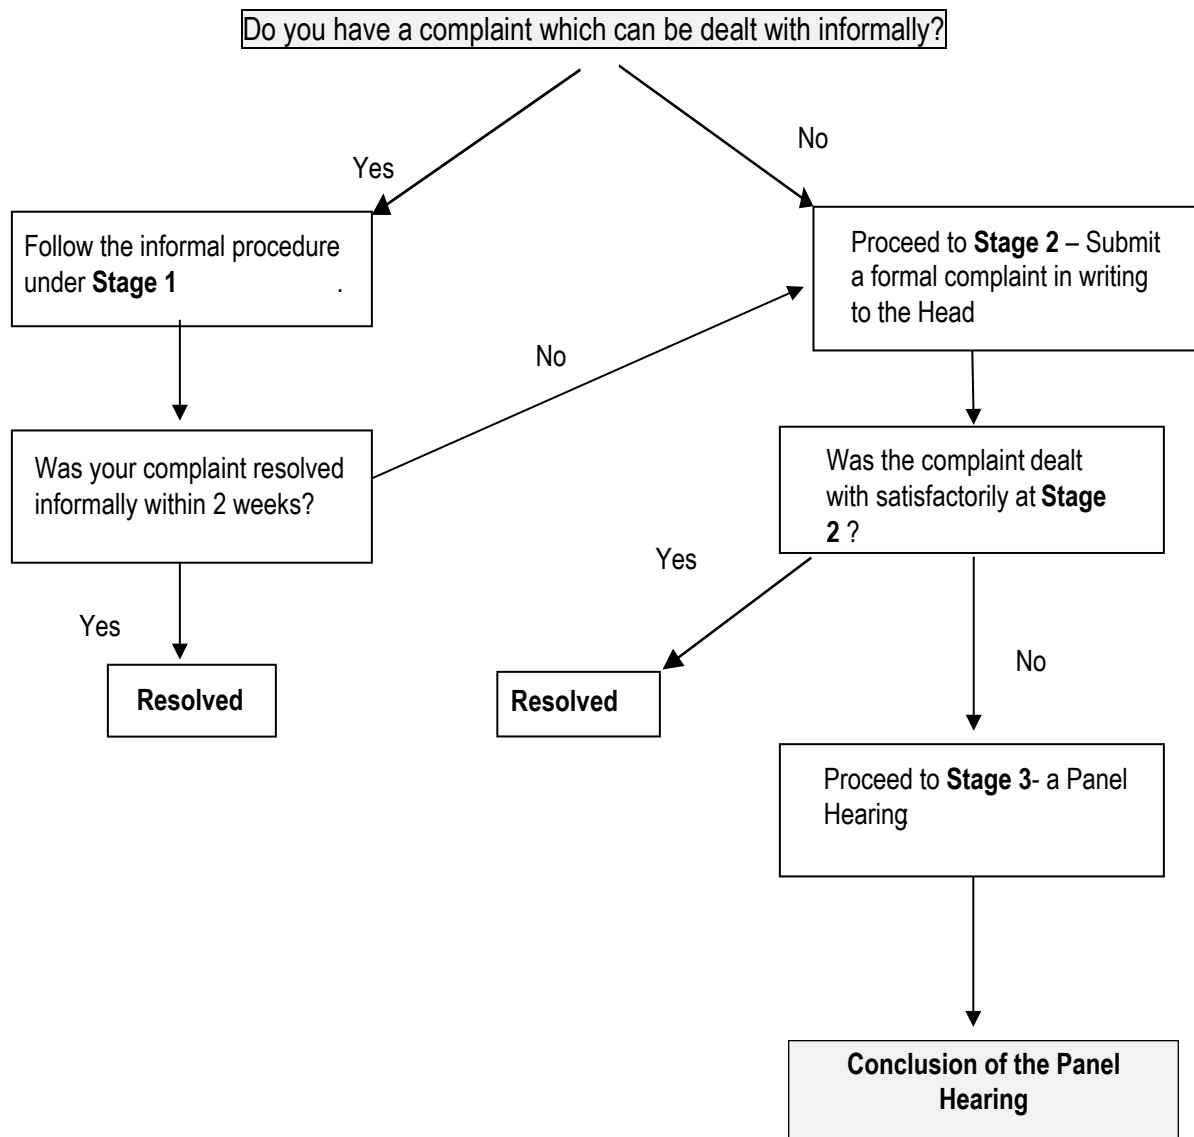 Do you have a complaint which can be dealt with informally?
Yes
No
Follow the informal procedure
under Stage 1 .
Proceed to Stage 2 – Submit
a formal complaint in writing
to the Head
No
Was your complaint resolved
informally within 2 weeks?
Was the complaint dealt
with satisfactorily at Stage
2 ?
Yes
Yes
No
Resolved
Resolved
Proceed to Stage 3- a Panel
Hearing
Conclusion of the Panel
Hearing